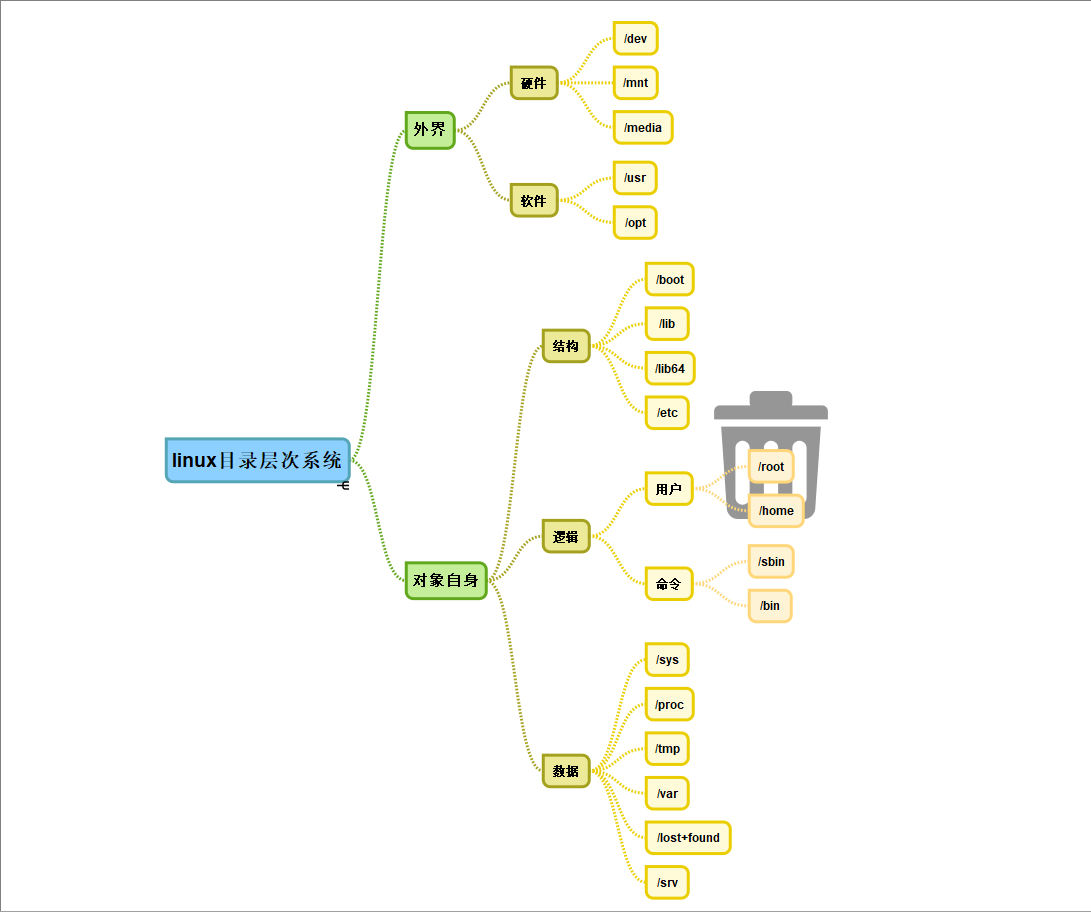 linux目录层次系统
外界
硬件
/dev
/mnt
/media
软件
/usr
/opt
对象自身
结构
/boot
/lib
/lib64
/etc
逻辑
用户
/root
/home
命令
/sbin
/bin
数据
/sys
/proc
/tmp
/var
/lost+found
/srv